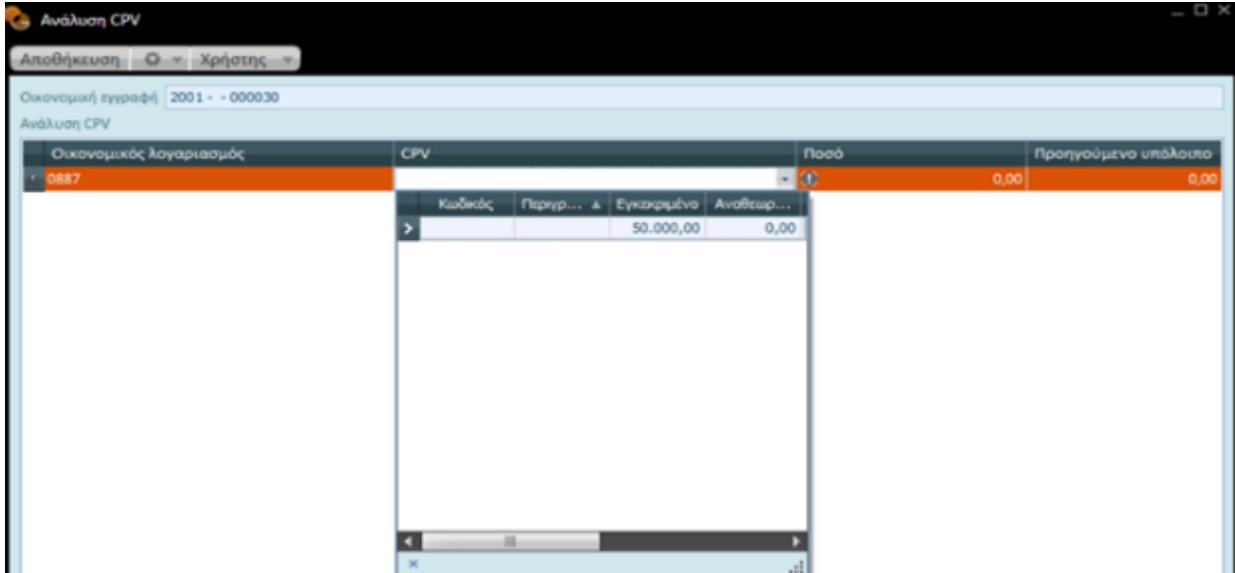 Ανάλυση CPV
Αποθήκευση Χρήστης
Οικονομική εγγραφή 2001 - - 000030
Ανάλυση CPV
Οικονομικός λογαριασμός CPV Ποσό Προηγούμενο υπόλοιπο
0887 0,00 0,00
Κωδικός Περιγρ... Εγκεκριμένο Αναθεωρ...
50.000,00 0,00